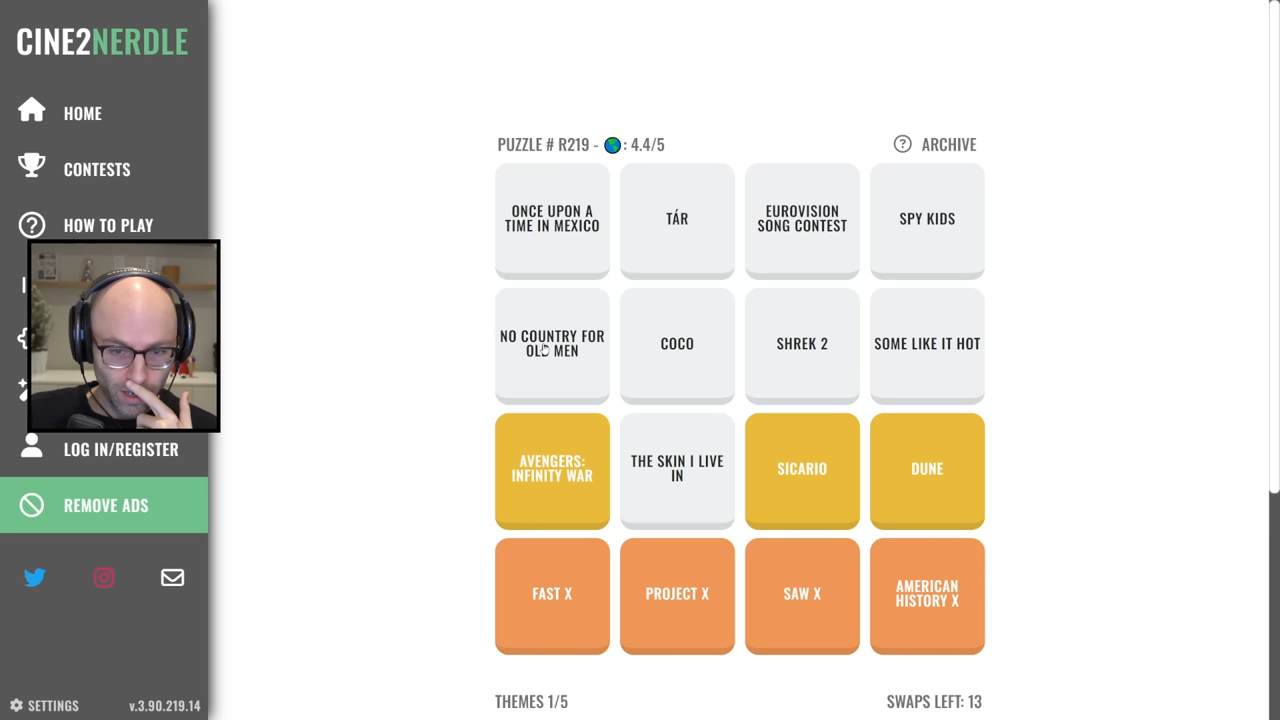 CINE2NERDLE
HOME
CONTESTS
HOW TO PLAY
LOG IN/REGISTER
REMOVE ADS
SETTINGS
v.3.90.219.14
PUZZLE # R219 - : 4.4/5
ARCHIVE
ONCE UPON A
TIME IN MEXICO
TÁR
EUROVISION
SONG CONTEST
SPY KIDS
NO COUNTRY FOR
OLD MEN
COCO
SHREK 2
SOME LIKE IT HOT
AVENGERS:
INFINITY WAR
THE SKIN I LIVE
IN
SICARIO
DUNE
FAST X
PROJECT X
SAW X
AMERICAN
HISTORY X
THEMES 1/5
SWAPS LEFT: 13